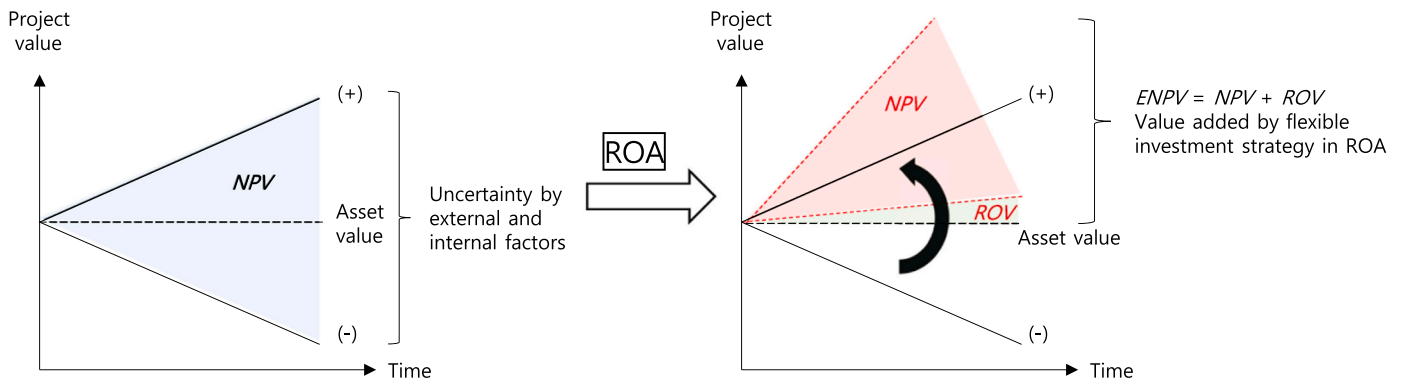 Project
value
(+)
NPV
Asset
value
Uncertainty by
external and
internal factors
(-)
Time
ROA
Project
value
NPV
(+)
ROV
Asset value
(-)
Time
ENPV = NPV + ROV
Value added by flexible
investment strategy in ROA